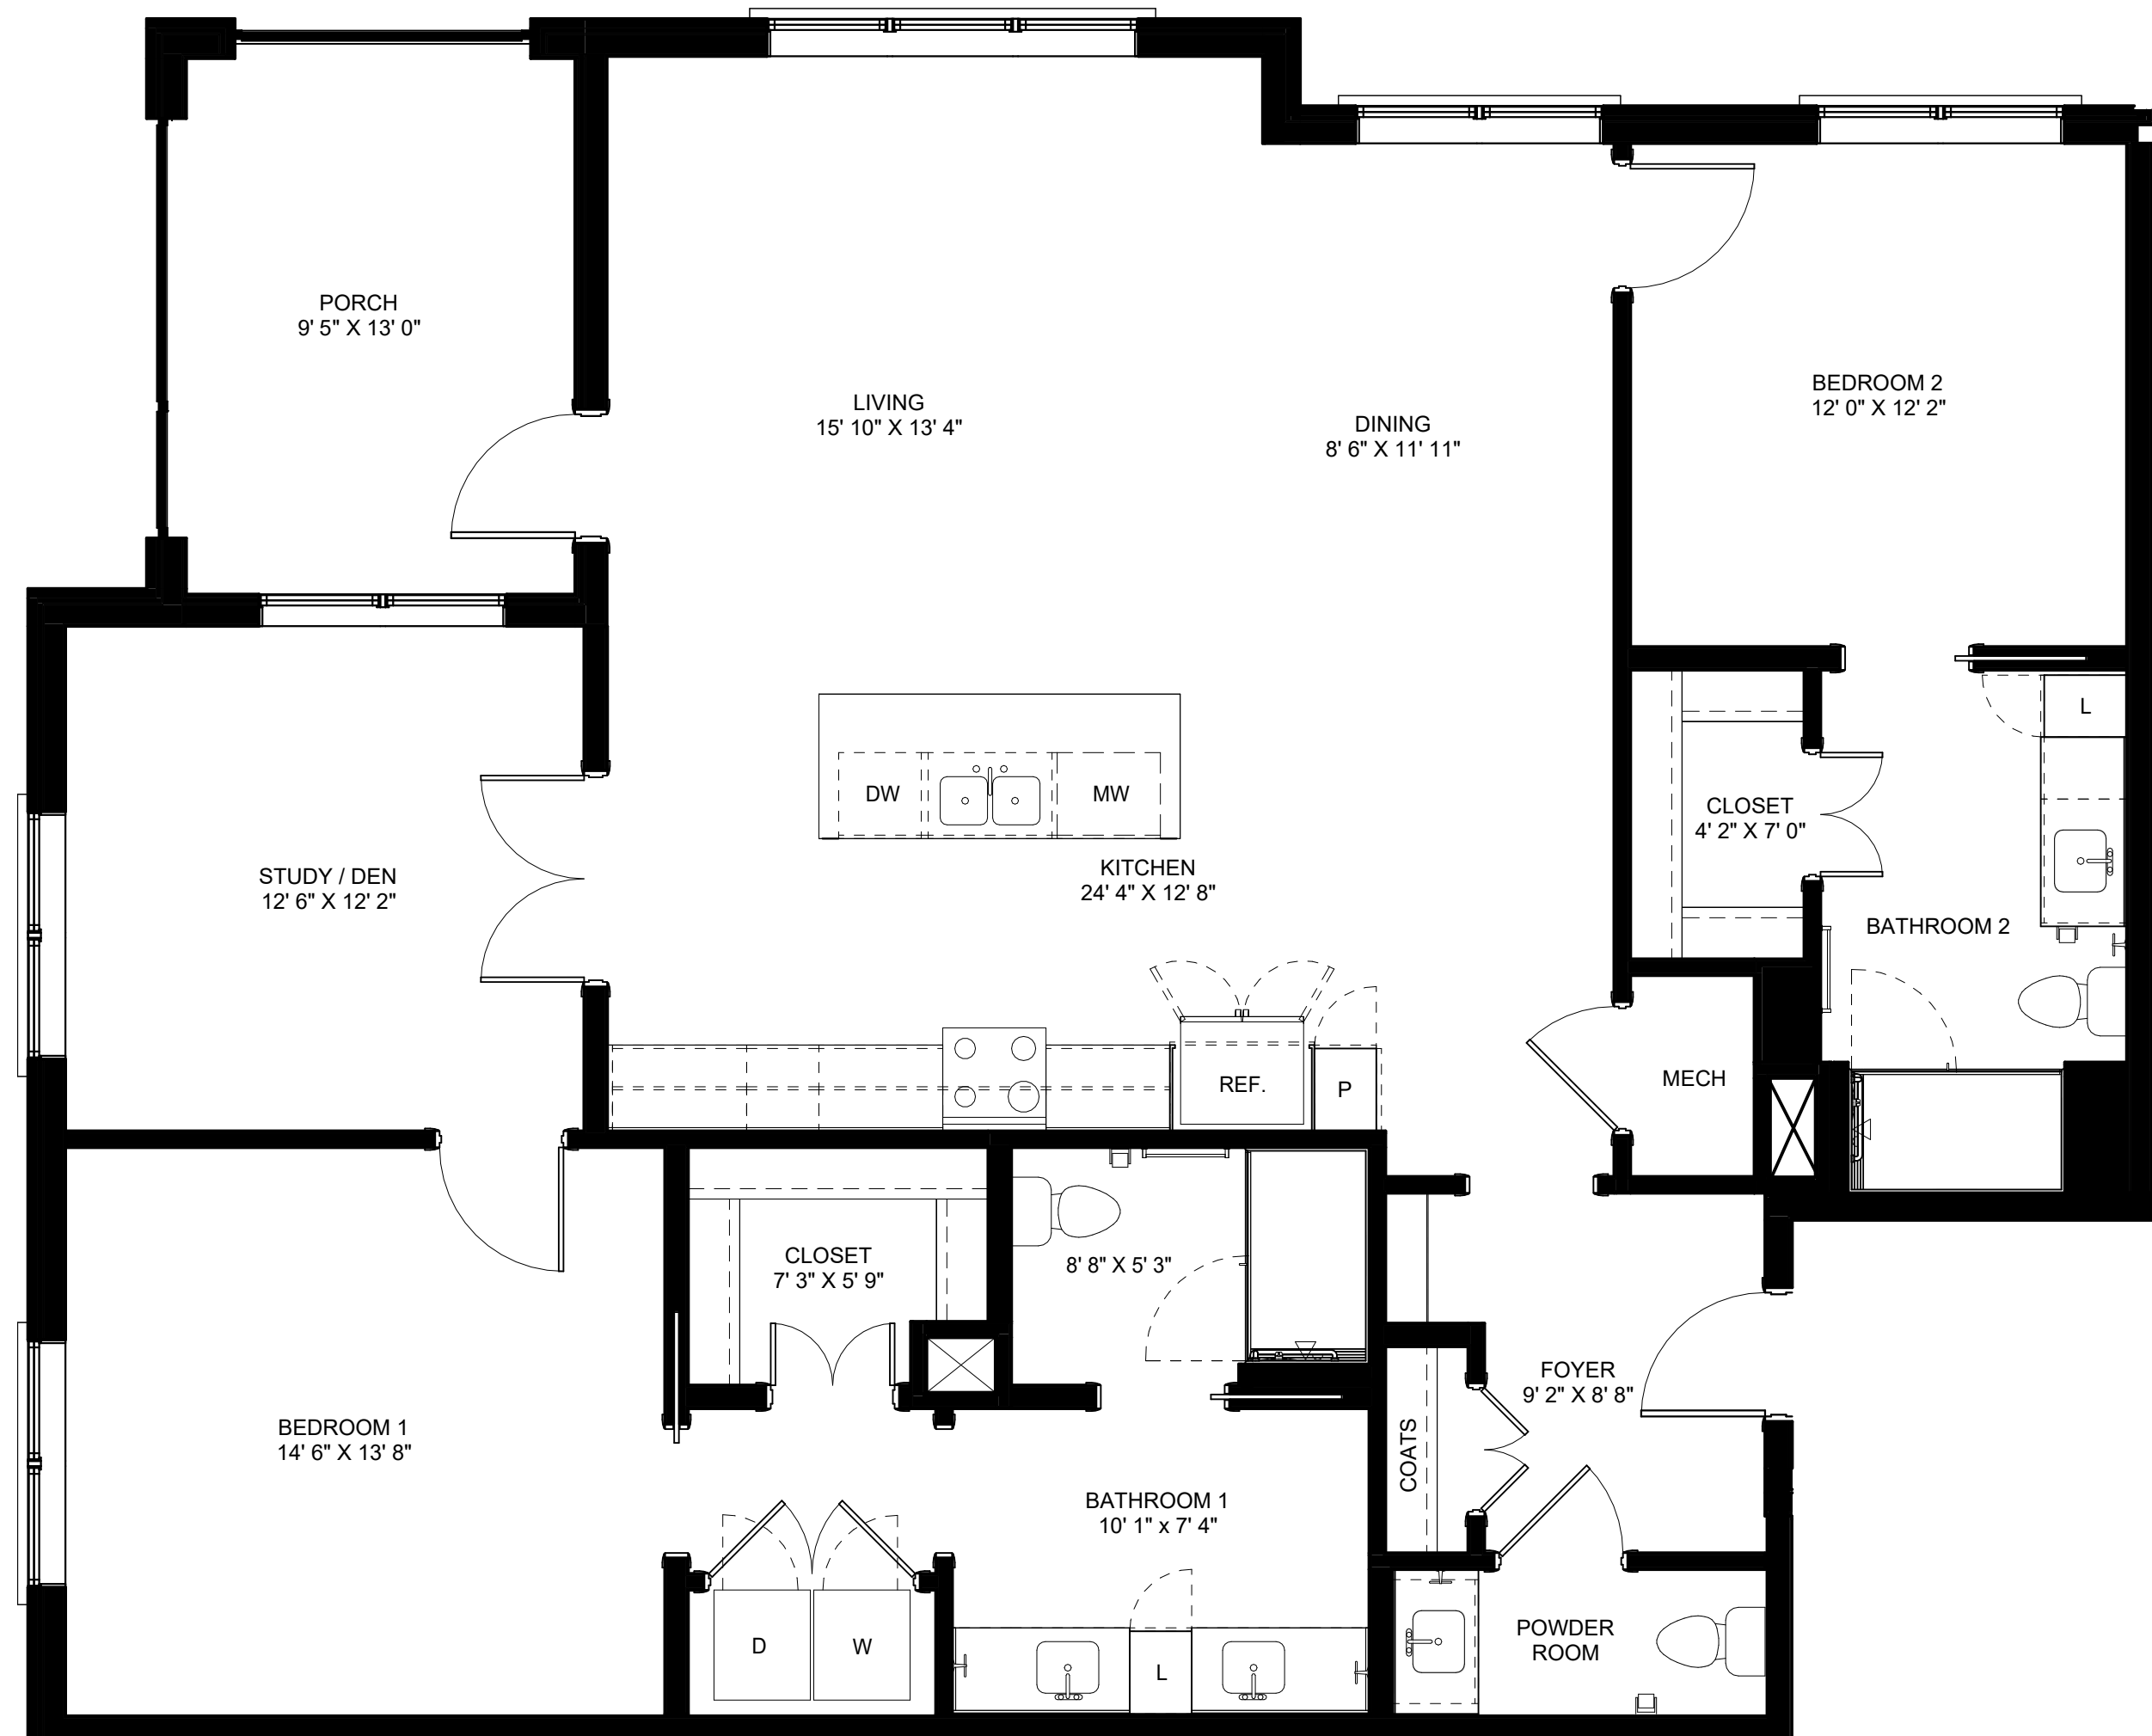 PORCH
9' 5" X 13' 0"
LIVING
15' 10" X 13' 4"
DINING
8' 6" X 11' 11"
BEDROOM 2
12' 0" X 12' 2"
L
DW
MW
CLOSET
4' 2" X 7' 0"
STUDY / DEN
12' 6" X 12' 2"
KITCHEN
24' 4" X 12' 8"
BATHROOM 2
REF.
P
MECH
CLOSET
7' 3" X 5' 9"
8' 8" X 5' 3"
FOYER
9' 2" X 8' 8"
BEDROOM 1
14' 6" X 13' 8"
COATS
BATHROOM 1
10' 1" x 7' 4"
D
W
L
POWDER
ROOM